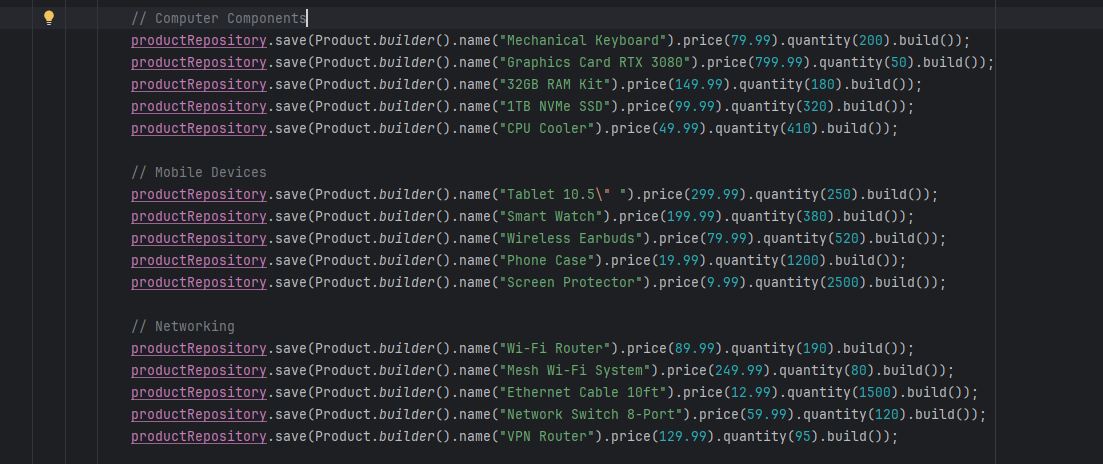 // Computer Components
productRepository.save(Product.builder().name("Mechanical Keyboard").price(79.99).quantity(200).build());
productRepository.save(Product.builder().name("Graphics Card RTX 3080").price(799.99).quantity(50).build());
productRepository.save(Product.builder().name("32GB RAM Kit").price(149.99).quantity(180).build());
productRepository.save(Product.builder().name("1TB NVMe SSD").price(99.99).quantity(320).build());
productRepository.save(Product.builder().name("CPU Cooler").price(49.99).quantity(410).build());
// Mobile Devices
productRepository.save(Product.builder().name("Tablet 10.5\" ").price(299.99).quantity(250).build());
productRepository.save(Product.builder().name("Smart Watch").price(199.99).quantity(380).build());
productRepository.save(Product.builder().name("Wireless Earbuds").price(79.99).quantity(520).build());
productRepository.save(Product.builder().name("Phone Case").price(19.99).quantity(1200).build());
productRepository.save(Product.builder().name("Screen Protector").price(9.99).quantity(2500).build());
// Networking
productRepository.save(Product.builder().name("Wi-Fi Router").price(89.99).quantity(190).build());
productRepository.save(Product.builder().name("Mesh Wi-Fi System").price(249.99).quantity(80).build());
productRepository.save(Product.builder().name("Ethernet Cable 10ft").price(12.99).quantity(1500).build());
productRepository.save(Product.builder().name("Network Switch 8-Port").price(59.99).quantity(120).build());
productRepository.save(Product.builder().name("VPN Router").price(129.99).quantity(95).build());